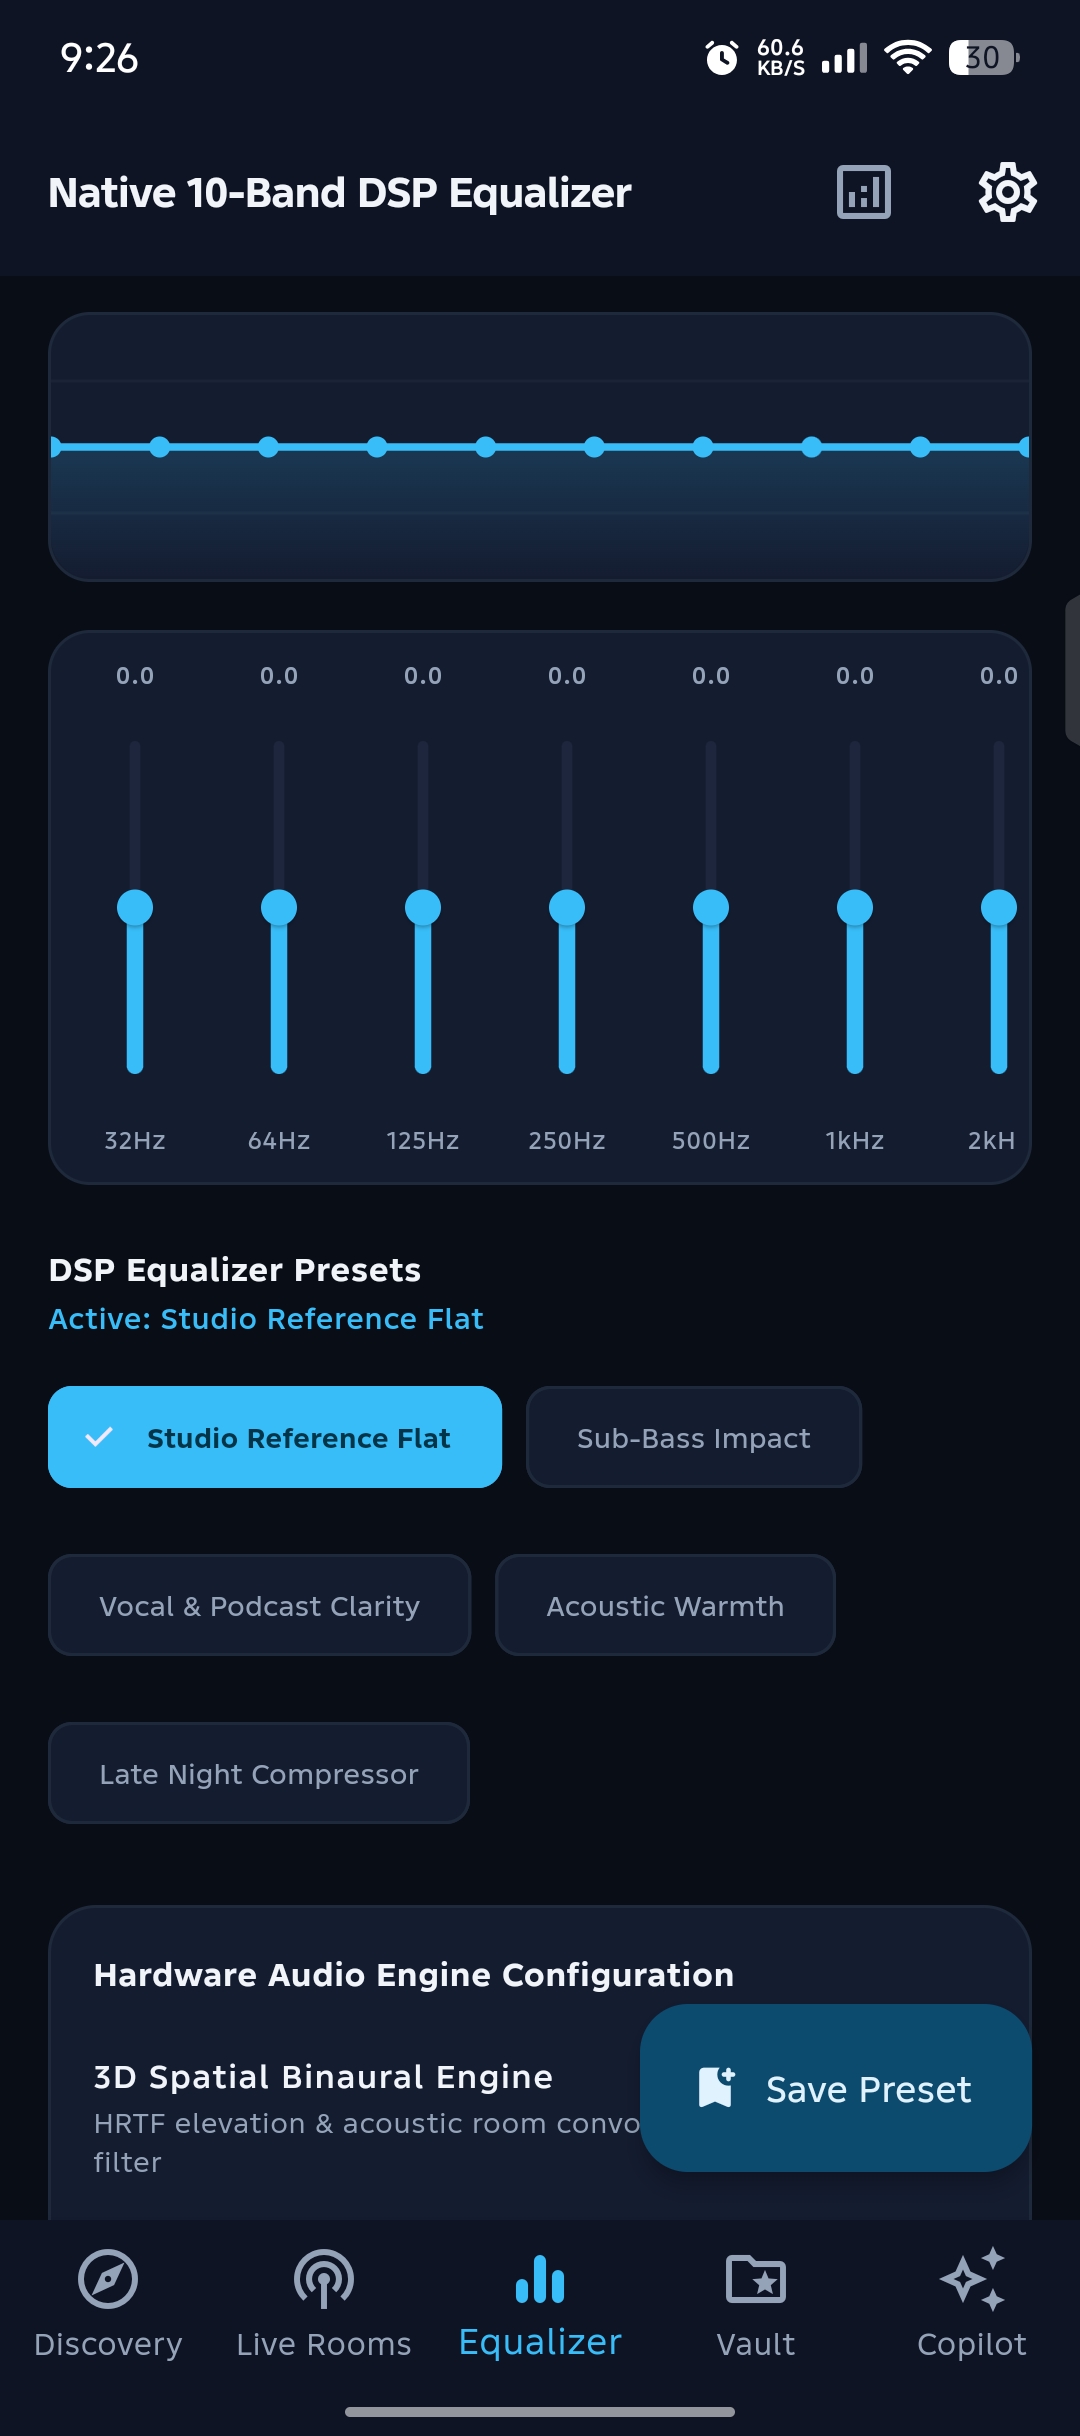 9:26
60.6
KB/S
30
Native 10-Band DSP Equalizer
0.0 0.0 0.0 0.0 0.0 0.0 0.0
32Hz 64Hz 125Hz 250Hz 500Hz 1kHz 2kH
DSP Equalizer Presets
Active: Studio Reference Flat
Studio Reference Flat
Sub-Bass Impact
Vocal & Podcast Clarity
Acoustic Warmth
Late Night Compressor
Hardware Audio Engine Configuration
3D Spatial Binaural Engine
HRTF elevation & acoustic room convo
filter
Save Preset
Discovery
Live Rooms
Equalizer
Vault
Copilot